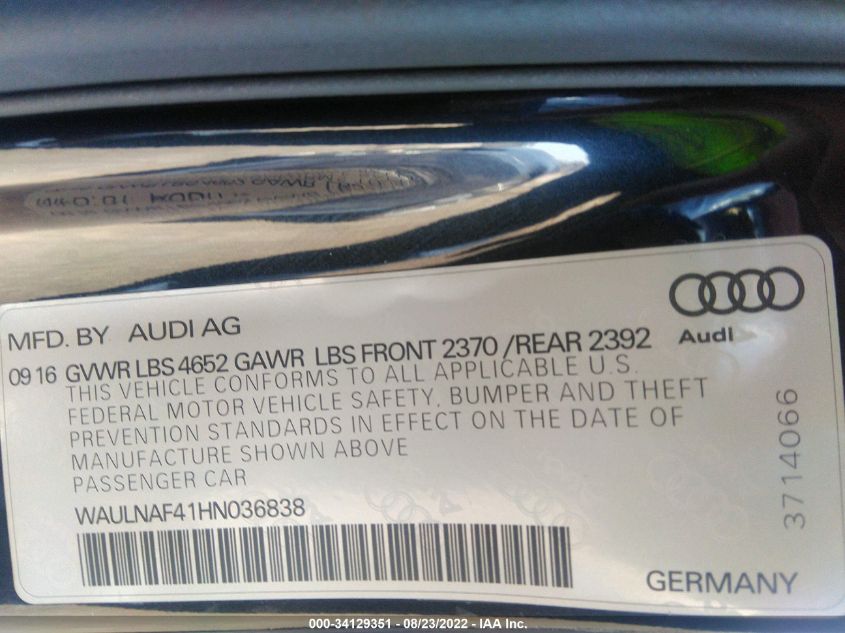 MFD. BY AUDI AG
Audi
09 16 GVWR LBS 4652 GAWR LBS FRONT 2370 /REAR 2392
THIS VEHICLE CONFORMS TO ALL APPLICABLE U.S.
FEDERAL MOTOR VEHICLE SAFETY, BUMPER AND THEFT
PREVENTION STANDARDS IN EFFECT ON THE DATE OF
MANUFACTURE SHOWN ABOVE
PASSENGER CAR
WAULNAF41HN036838
3714066
GERMANY
000-34129351 - 08/23/2022 - IAA Inc.